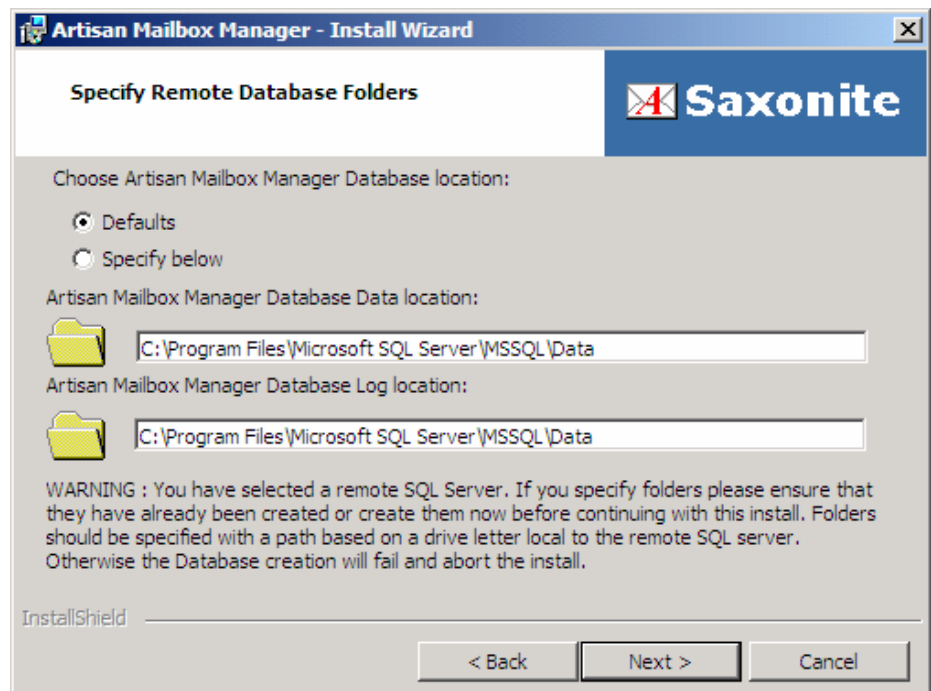 Artisan Mailbox Manager - Install Wizard
Specify Remote Database Folders
A Saxonite
Choose Artisan Mailbox Manager Database location:
Defaults
Specify below
Artisan Mailbox Manager Database Data location:
C:\Program Files\Microsoft SQL Server\MSSQL\Data
Artisan Mailbox Manager Database Log location:
C:\Program Files\Microsoft SQL Server\MSSQL\Data
WARNING : You have selected a remote SQL Server. If you specify folders please ensure that
they have already been created or create them now before continuing with this install. Folders
should be specified with a path based on a drive letter local to the remote SQL server.
Otherwise the Database creation will fail and abort the install.
InstallShield
< Back
Next >
Cancel